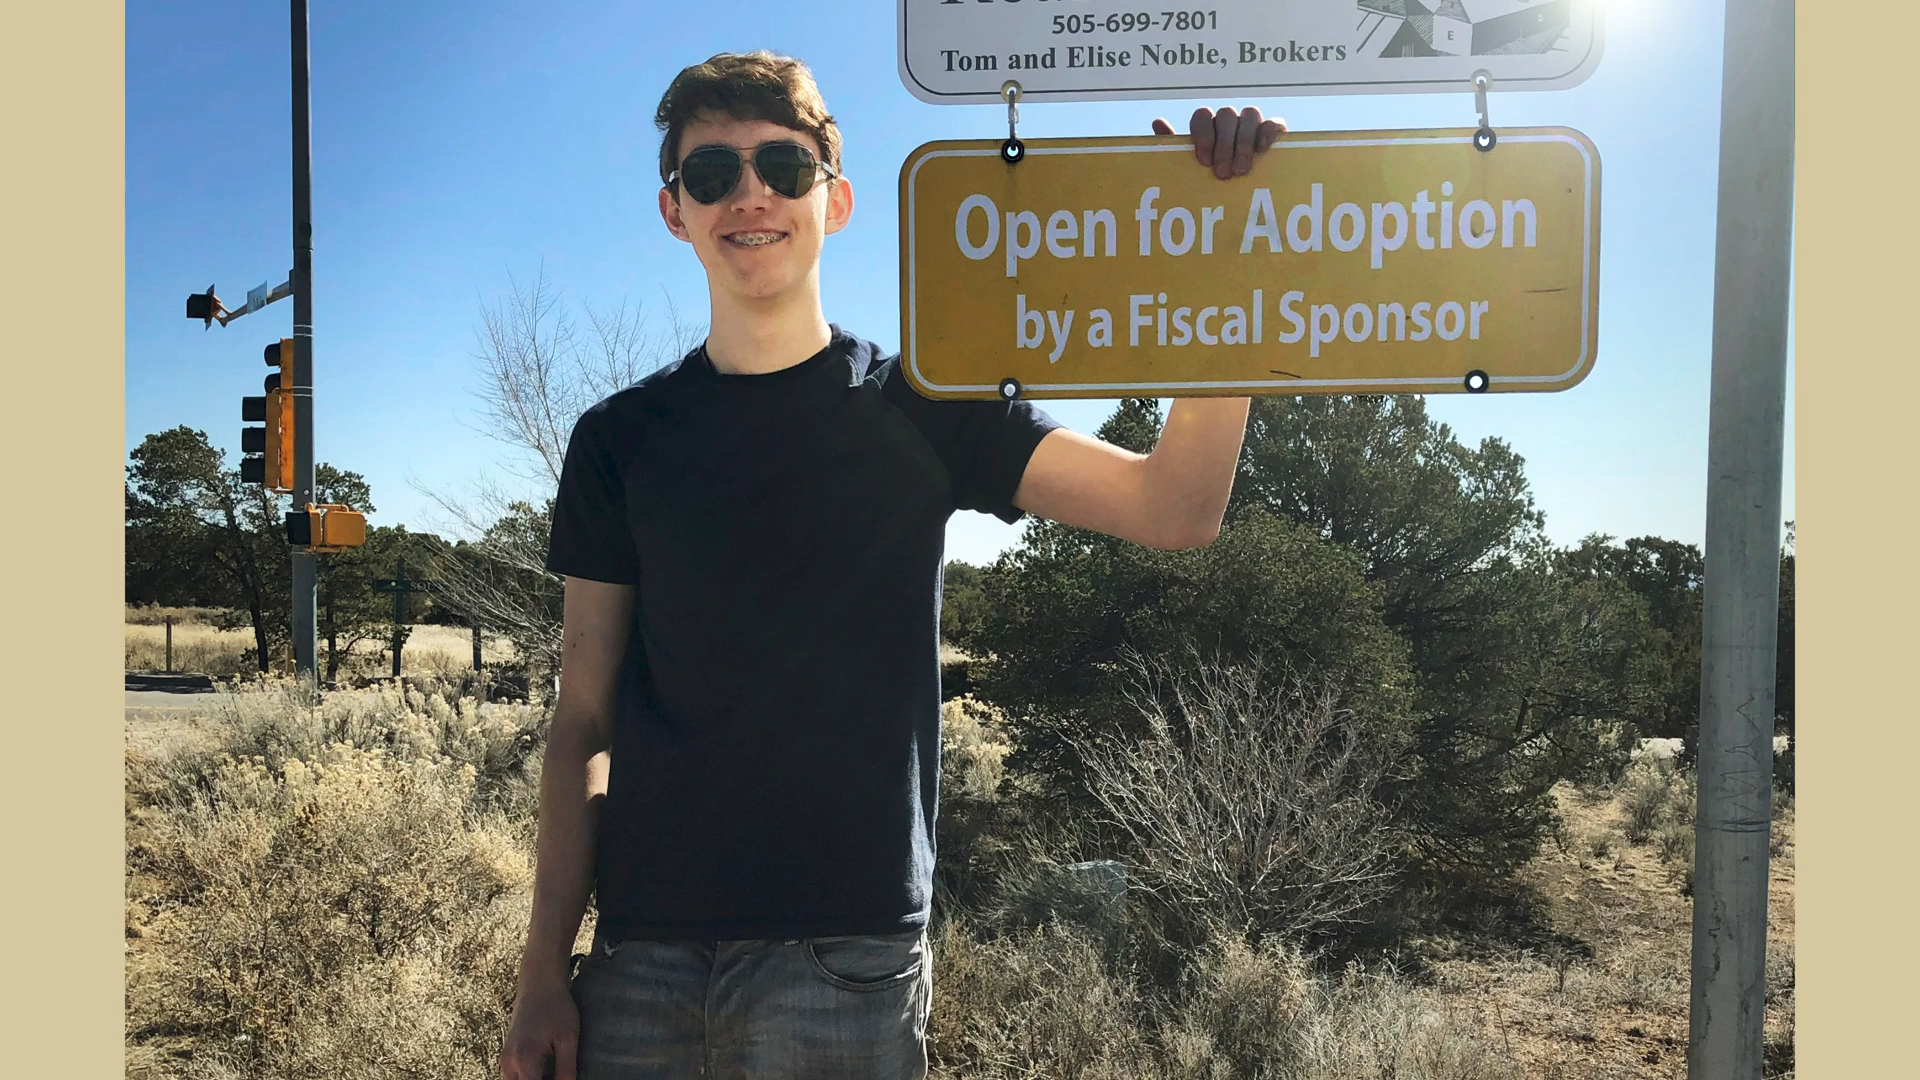 505-699-7801
Tom and Elise Noble, Brokers
E
Open for Adoption
by a Fiscal Sponsor